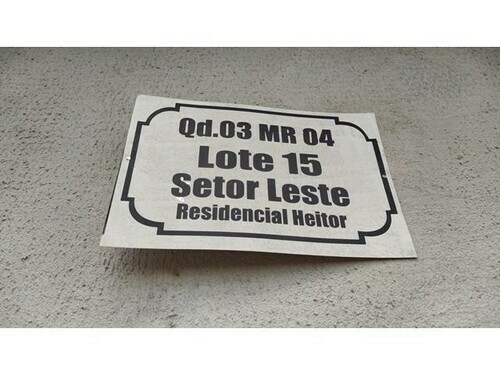 Qd.03 MR 04
Lote 15
Setor Leste
Residencial Heitor